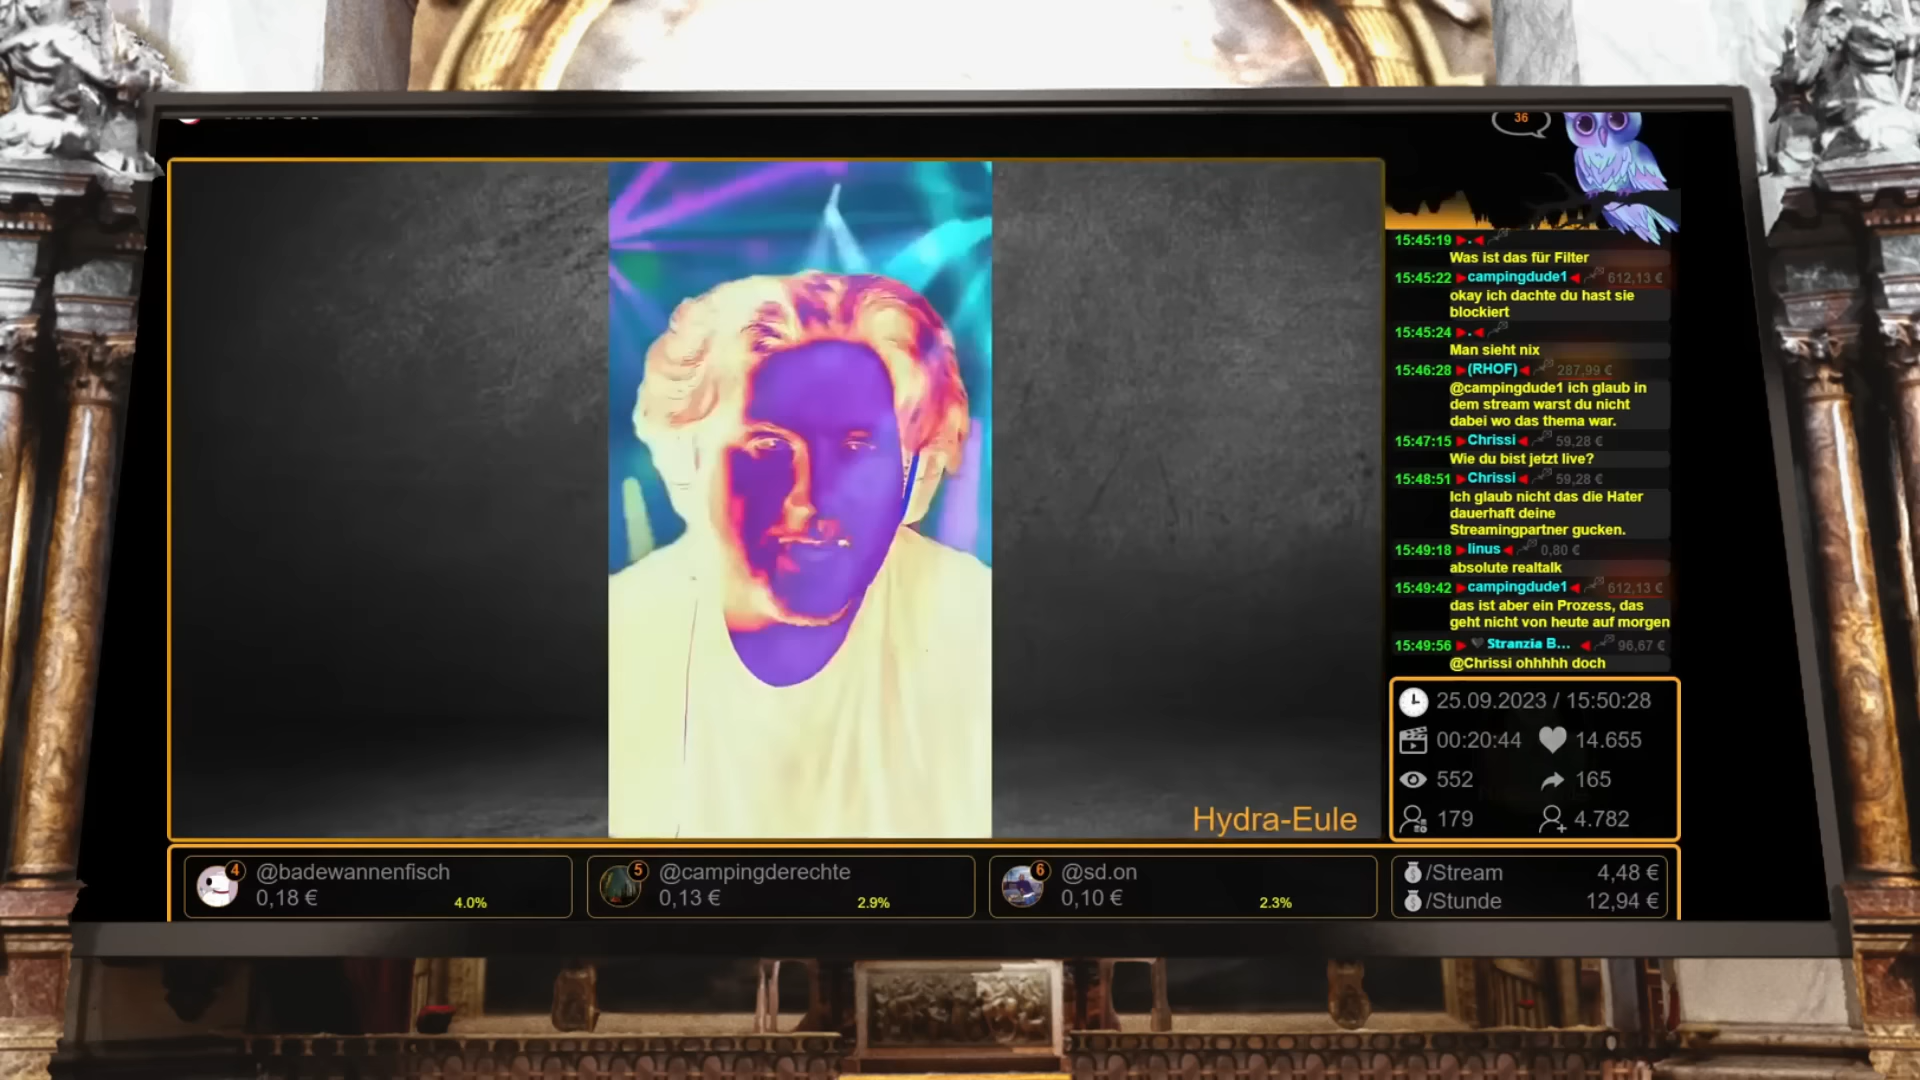 36
15:45:19 .
Was ist das für Filter
15:45:22 campingdude1 612,13 €
okay ich dachte du hast sie
blockiert
15:45:24 .
Man sieht nix
15:46:28 (RHOF) 287,99 €
@campingdude1 ich glaub in
dem stream warst du nicht
dabei wo das thema war.
15:47:15 Chrissi 59,28 €
Wie du bist jetzt live?
15:48:51 Chrissi 59,28 €
Ich glaub nicht das die Hater
dauerhaft deine
Streamingpartner gucken.
15:49:18 linus 0,80 €
absolute realtalk
15:49:42 campingdude1 612,13 €
das ist aber ein Prozess, das
geht nicht von heute auf morgen
15:49:56 Stranzia B... 96,67 €
@Chrissi ohhhhh doch
25.09.2023 / 15:50:28
00:20:44 14.655
552 165
179 4.782
Hydra-Eule
4 @badewannenfisch
0,18 € 4.0%
5 @campingderechte
0,13 € 2.9%
6 @sd.on
0,10 € 2.3%
/Stream 4,48 €
/Stunde 12,94 €